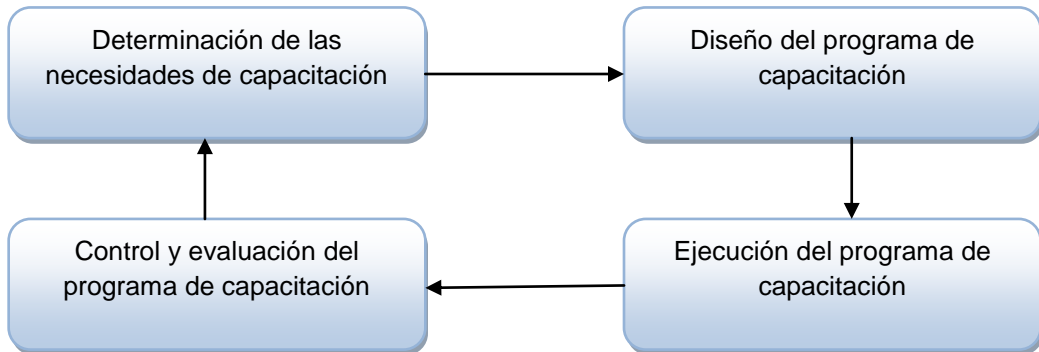 Determinación de las
necesidades de capacitación
Diseño del programa de
capacitación
Control y evaluación del
programa de capacitación
Ejecución del programa de
capacitación